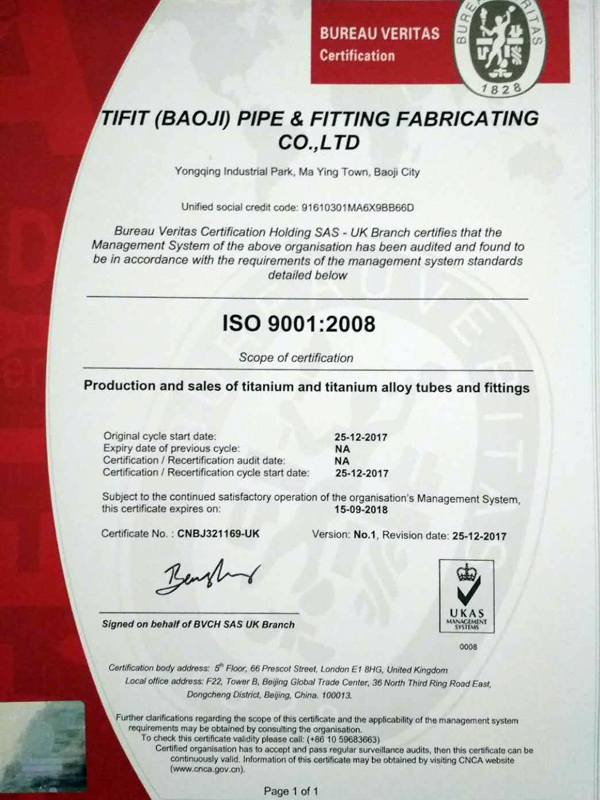 BUREAU VERITAS
Certification
BUREAU VERITAS
1828
TIFIT (BAOJI) PIPE & FITTING FABRICATING
CO.,LTD
Yongqing Industrial Park, Ma Ying Town, Baoji City
Unified social credit code: 91610301MA6X9BB66D
Bureau Veritas Certification Holding SAS - UK Branch certifies that the
Management System of the above organisation has been audited and found to
be in accordance with the requirements of the management system standards
detailed below
ISO 9001:2008
Scope of certification
Production and sales of titanium and titanium alloy tubes and fittings
Original cycle start date: 25-12-2017
Expiry date of previous cycle: NA
Certification / Recertification audit date: NA
Certification / Recertification cycle start date: 25-12-2017
Subject to the continued satisfactory operation of the organisation's Management System,
this certificate expires on: 15-09-2018
Certificate No. : CNBJ321169-UK Version: No.1, Revision date: 25-12-2017
Signed on behalf of BVCH SAS UK Branch
UKAS
MANAGEMENT
SYSTEMS
0008
Certification body address: 5th Floor, 66 Prescot Street, London E1 8HG, United Kingdom
Local office address: F22, Tower B, Beijing Global Trade Center, 36 North Third Ring Road East,
Dongcheng District, Beijing, China. 100013.
Further clarifications regarding the scope of this certificate and the applicability of the management system
requirements may be obtained by consulting the organisation.
To check this certificate validity please call: (+86 10 59683663)
Certified organisation has to accept and pass regular surveillance audits, then this certificate can be
continuously valid. Information of this certificate may be obtained by visiting CNCA website
(www.cnca.gov.cn).
Page 1 of 1